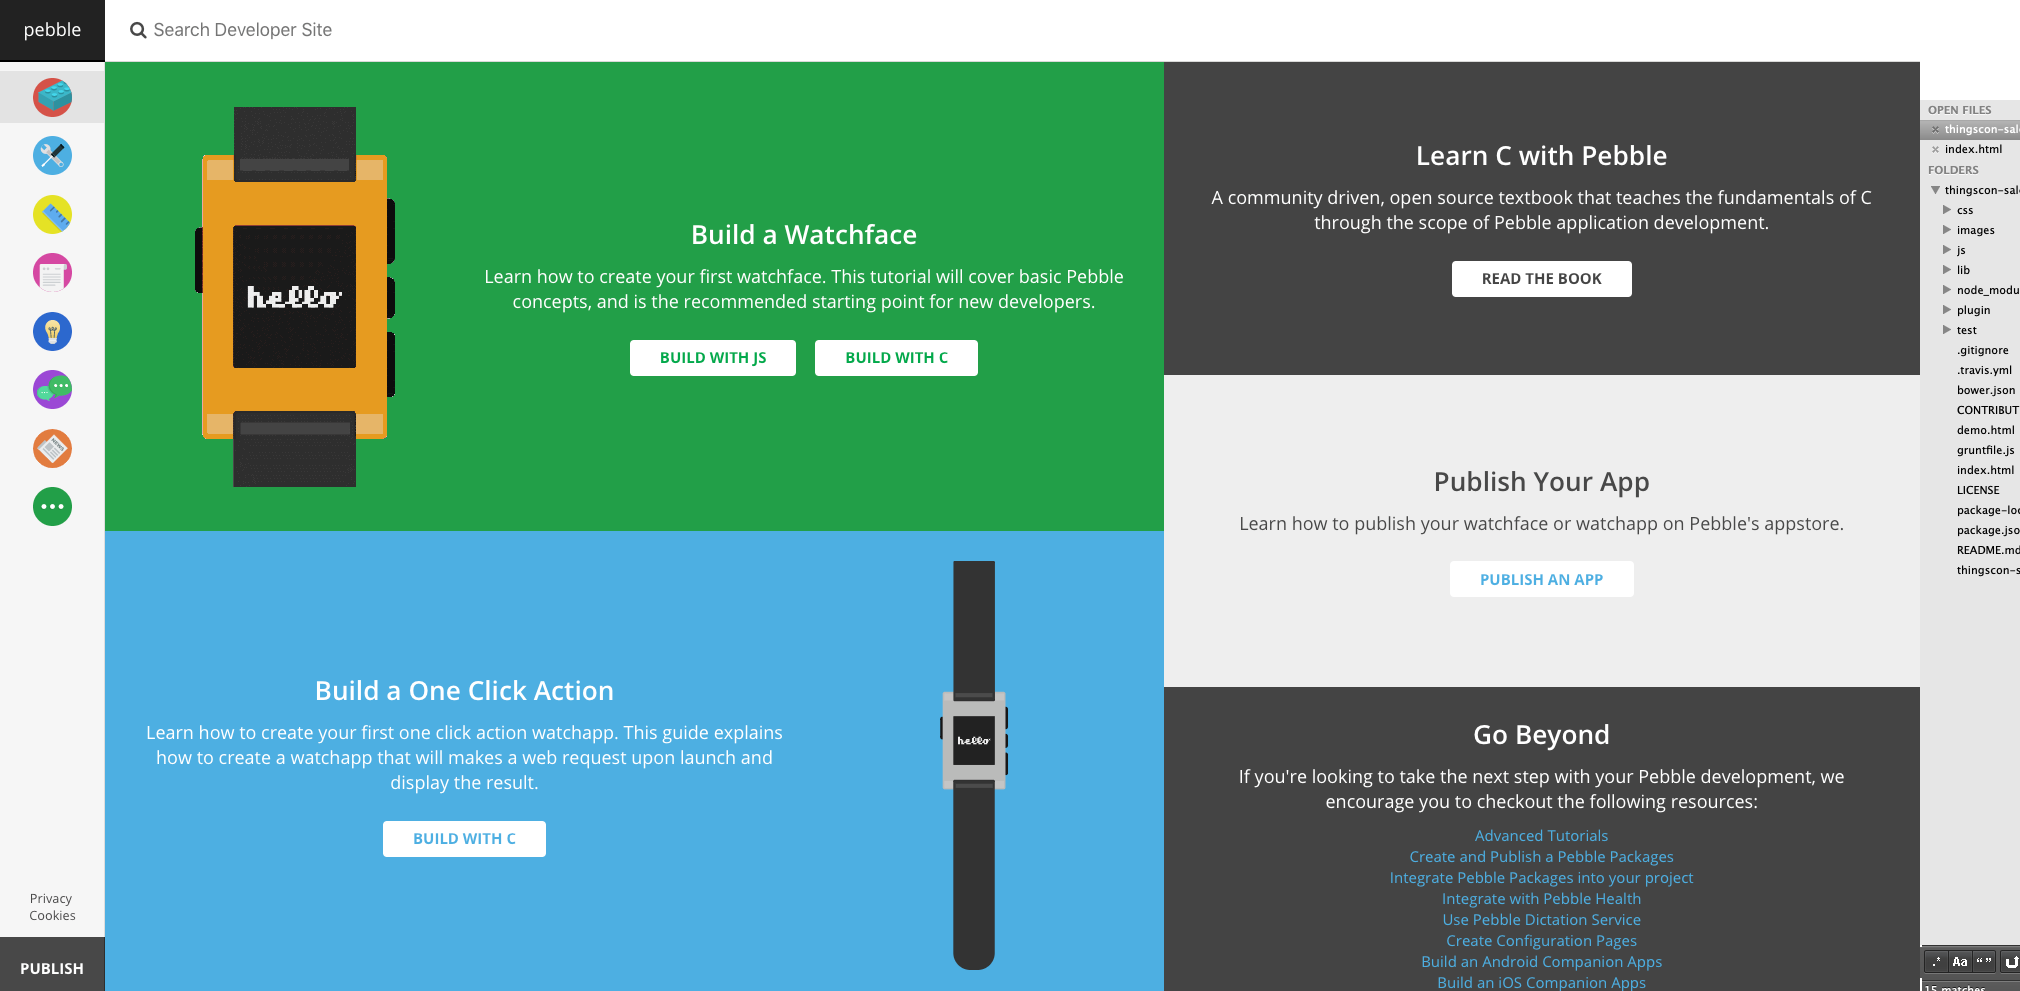 pebble
Search Developer Site
hello
Build a Watchface
Learn how to create your first watchface. This tutorial will cover basic Pebble
concepts, and is the recommended starting point for new developers.
BUILD WITH JS
BUILD WITH C
Build a One Click Action
Learn how to create your first one click action watchapp. This guide explains
how to create a watchapp that will makes a web request upon launch and
display the result.
BUILD WITH C
hello
Learn C with Pebble
A community driven, open source textbook that teaches the fundamentals of C
through the scope of Pebble application development.
READ THE BOOK
Publish Your App
Learn how to publish your watchface or watchapp on Pebble's appstore.
PUBLISH AN APP
Go Beyond
If you're looking to take the next step with your Pebble development, we
encourage you to checkout the following resources:
Advanced Tutorials
Create and Publish a Pebble Packages
Integrate Pebble Packages into your project
Integrate with Pebble Health
Use Pebble Dictation Service
Create Configuration Pages
Build an Android Companion Apps
Build an iOS Companion Apps
Privacy
Cookies
PUBLISH
OPEN FILES
thingscon-sal
index.html
FOLDERS
thingscon-sal
css
images
js
lib
node_modu
plugin
test
.gitignore
.travis.yml
bower.json
CONTRIBUT
demo.html
gruntfile.js
index.html
LICENSE
package-loc
package.jso
README.md
thingscon-s
.* Aa “”
15 matches